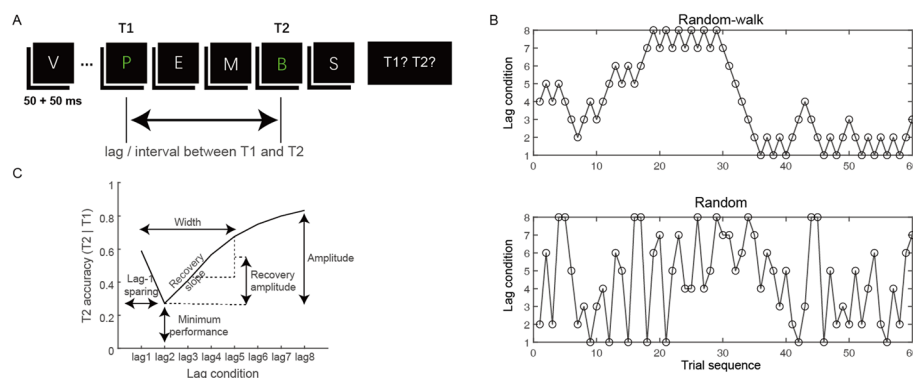 A
T1
T2
V
...
P
E
M
B
S
T1? T2?
50 + 50 ms
lag / interval between T1 and T2
B
Random-walk
Lag condition
8
7
6
5
4
3
2
1
0
10
20
30
40
50
60
Random
Lag condition
8
7
6
5
4
3
2
1
0
10
20
30
40
50
60
Trial sequence
C
T2 accuracy (T2 | T1)
1
0.8
0.6
0.4
0.2
0
Width
Recovery
slope
Amplitude
Recovery
amplitude
Lag-1
sparing
Minimum
performance
lag1 lag2 lag3 lag4 lag5 lag6 lag7 lag8
Lag condition